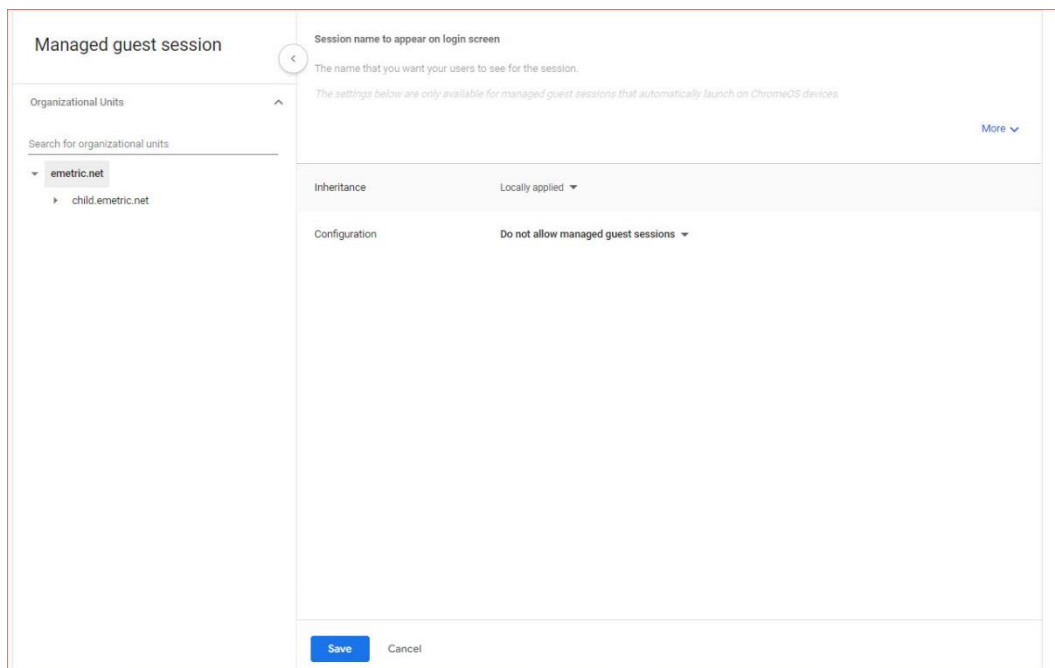 Managed guest session
Organizational Units
Search for organizational units
emetric.net
child.emetric.net
Session name to appear on login screen
The name that you want your users to see for the session.
The settings below are only available for managed guest sessions that automatically launch on ChromeOS devices.
More
Inheritance
Locally applied
Configuration
Do not allow managed guest sessions
Save
Cancel